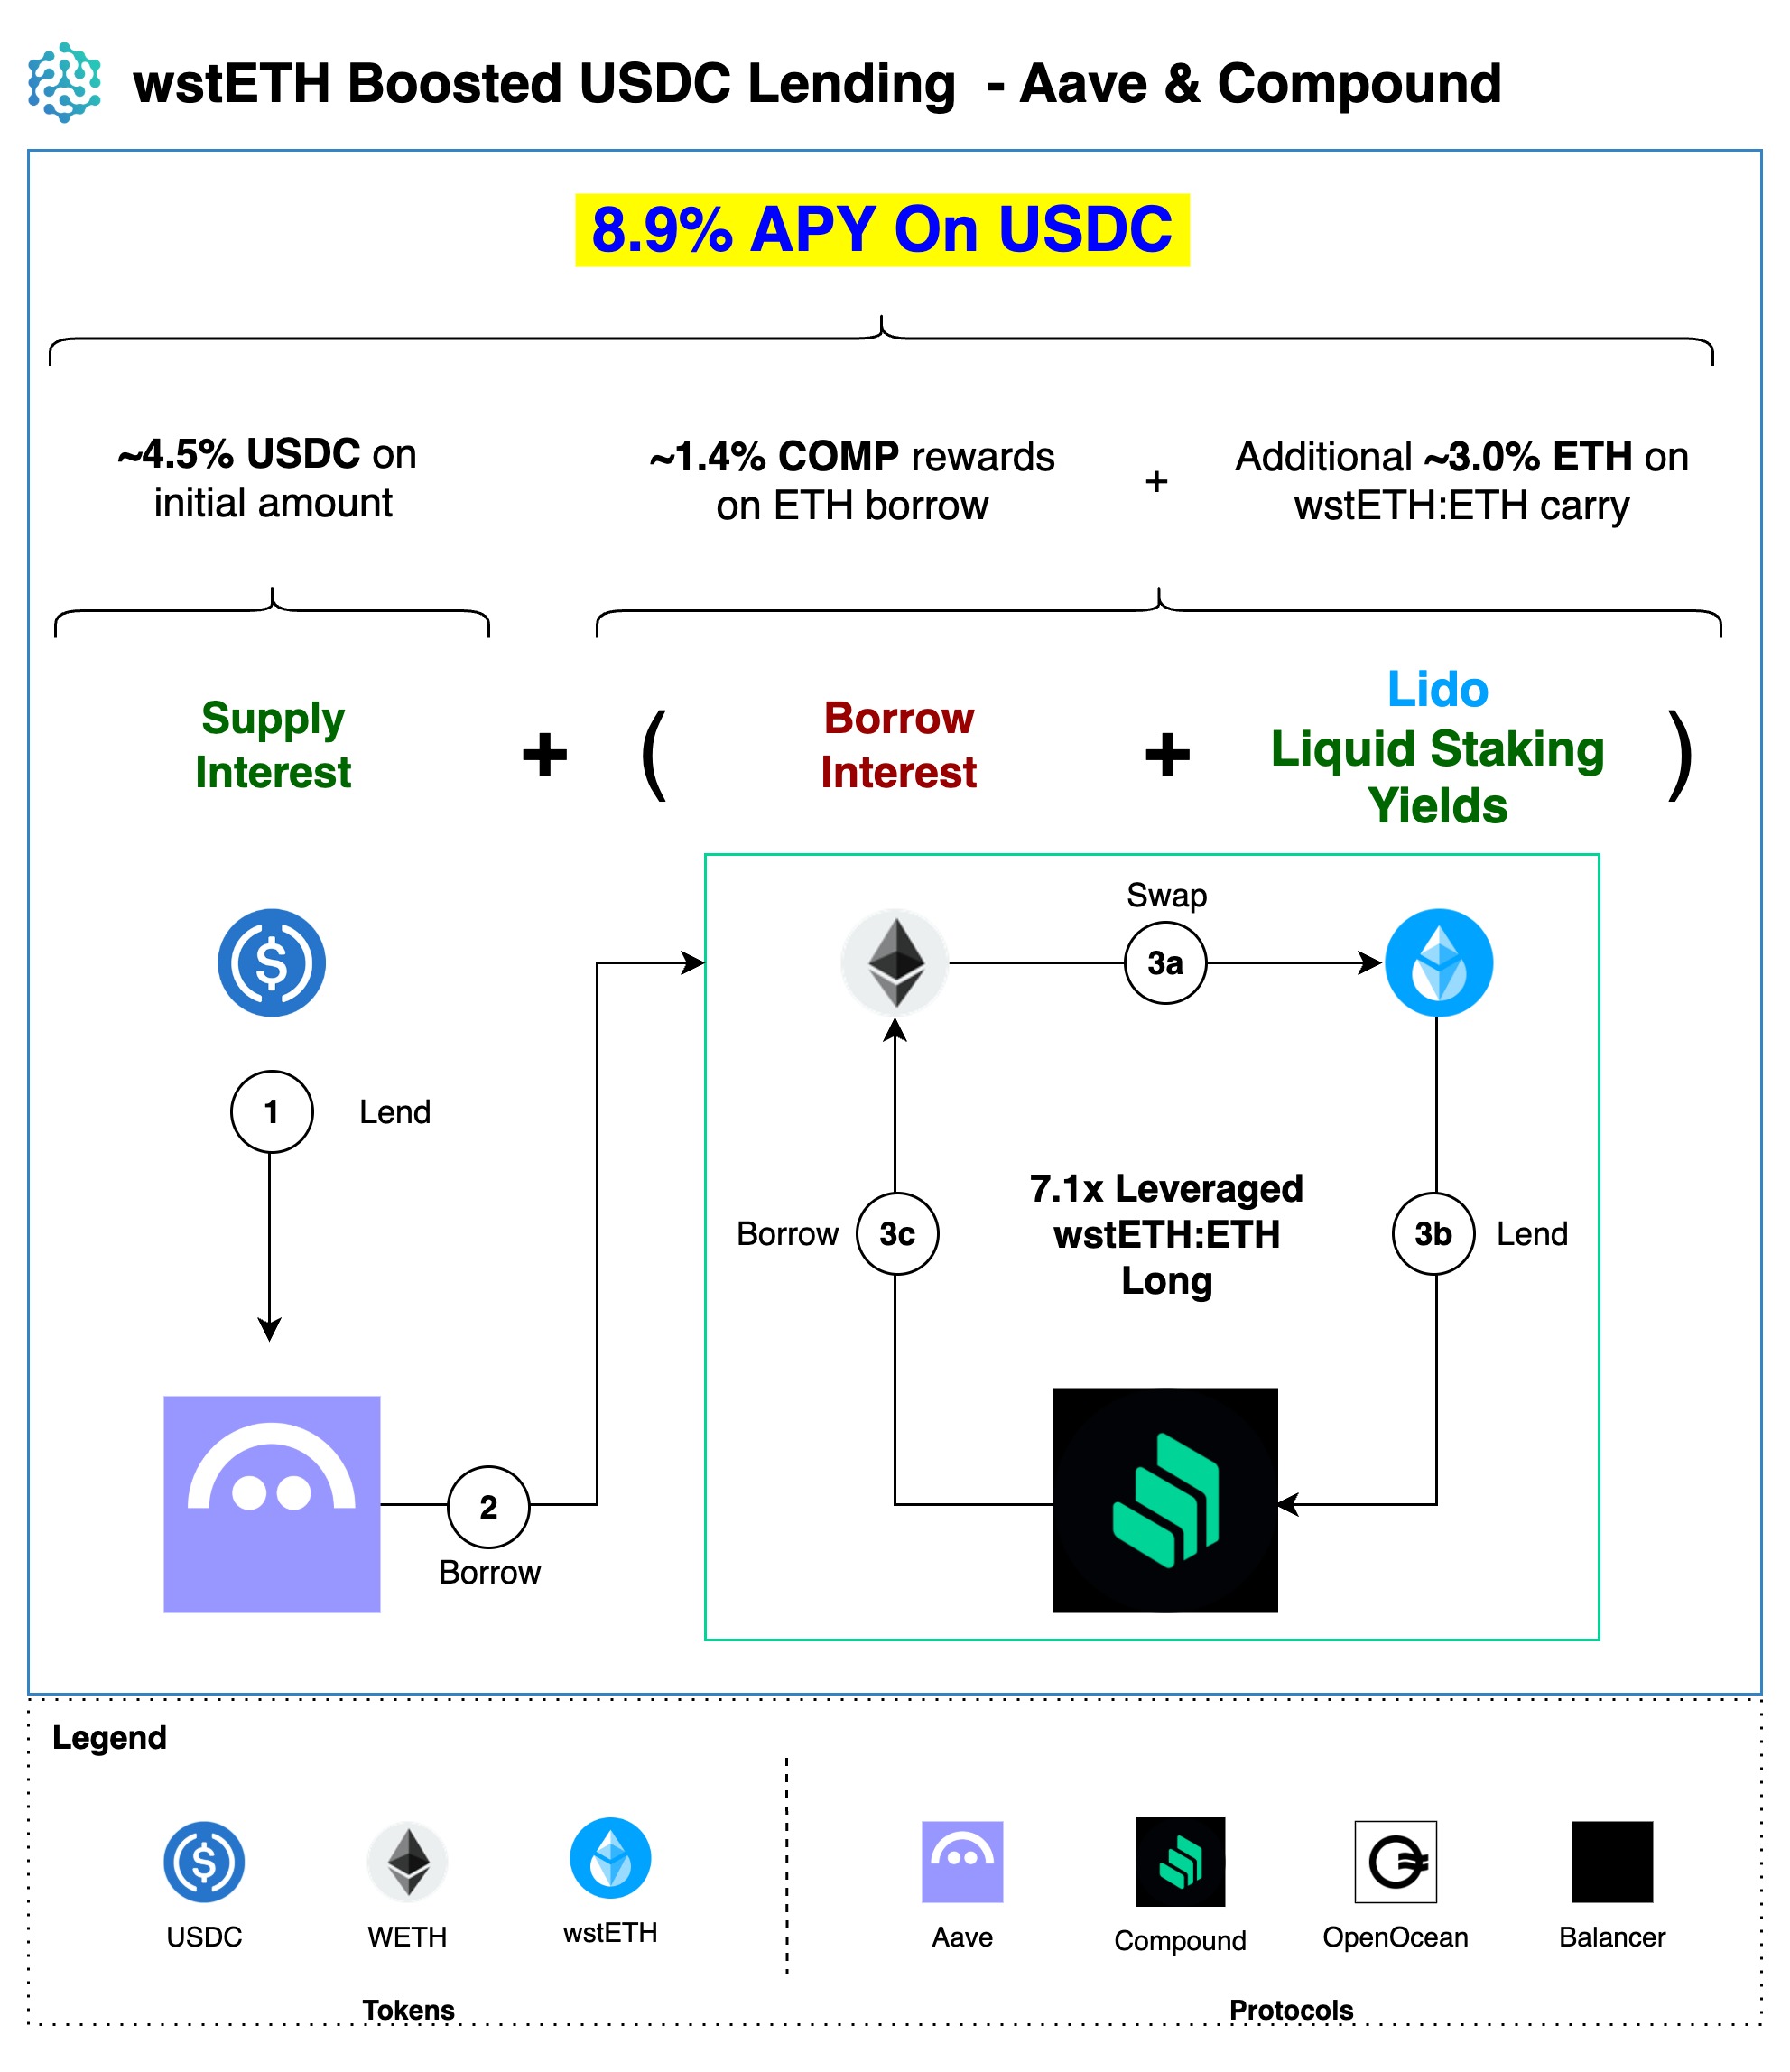 wstETH Boosted USDC Lending - Aave & Compound
8.9% APY On USDC
~4.5% USDC on
initial amount
~1.4% COMP rewards
on ETH borrow
+
Additional ~3.0% ETH on
wstETH:ETH carry
Supply
Interest
+
(
Borrow
Interest
+
Lido
Liquid Staking
Yields
)
Swap
3a
1
Lend
7.1x Leveraged
wstETH:ETH
Long
Borrow
3c
3b
Lend
2
Borrow
Legend
USDC
WETH
wstETH
Aave
Compound
OpenOcean
Balancer
Tokens
Protocols